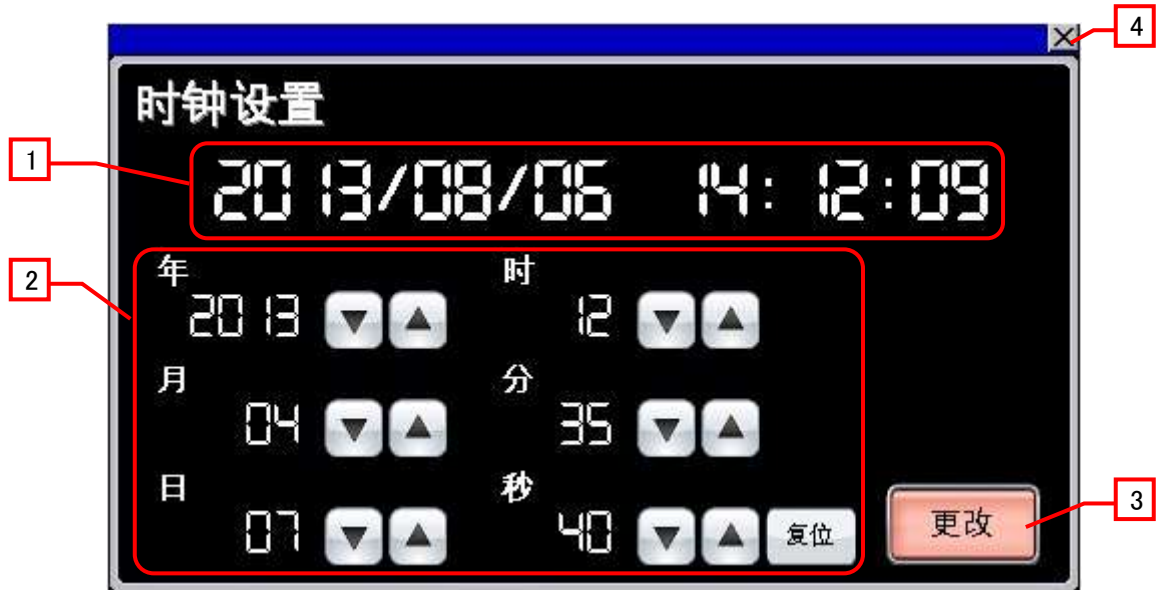 4
时钟设置
1
2013/08/06 14:12:09
2
年 时
2013 ▼ ▲ 12 ▼ ▲
月 分
04 ▼ ▲ 35 ▼ ▲
日 秒
07 ▼ ▲ 40 ▼ ▲ 复位
更改
3